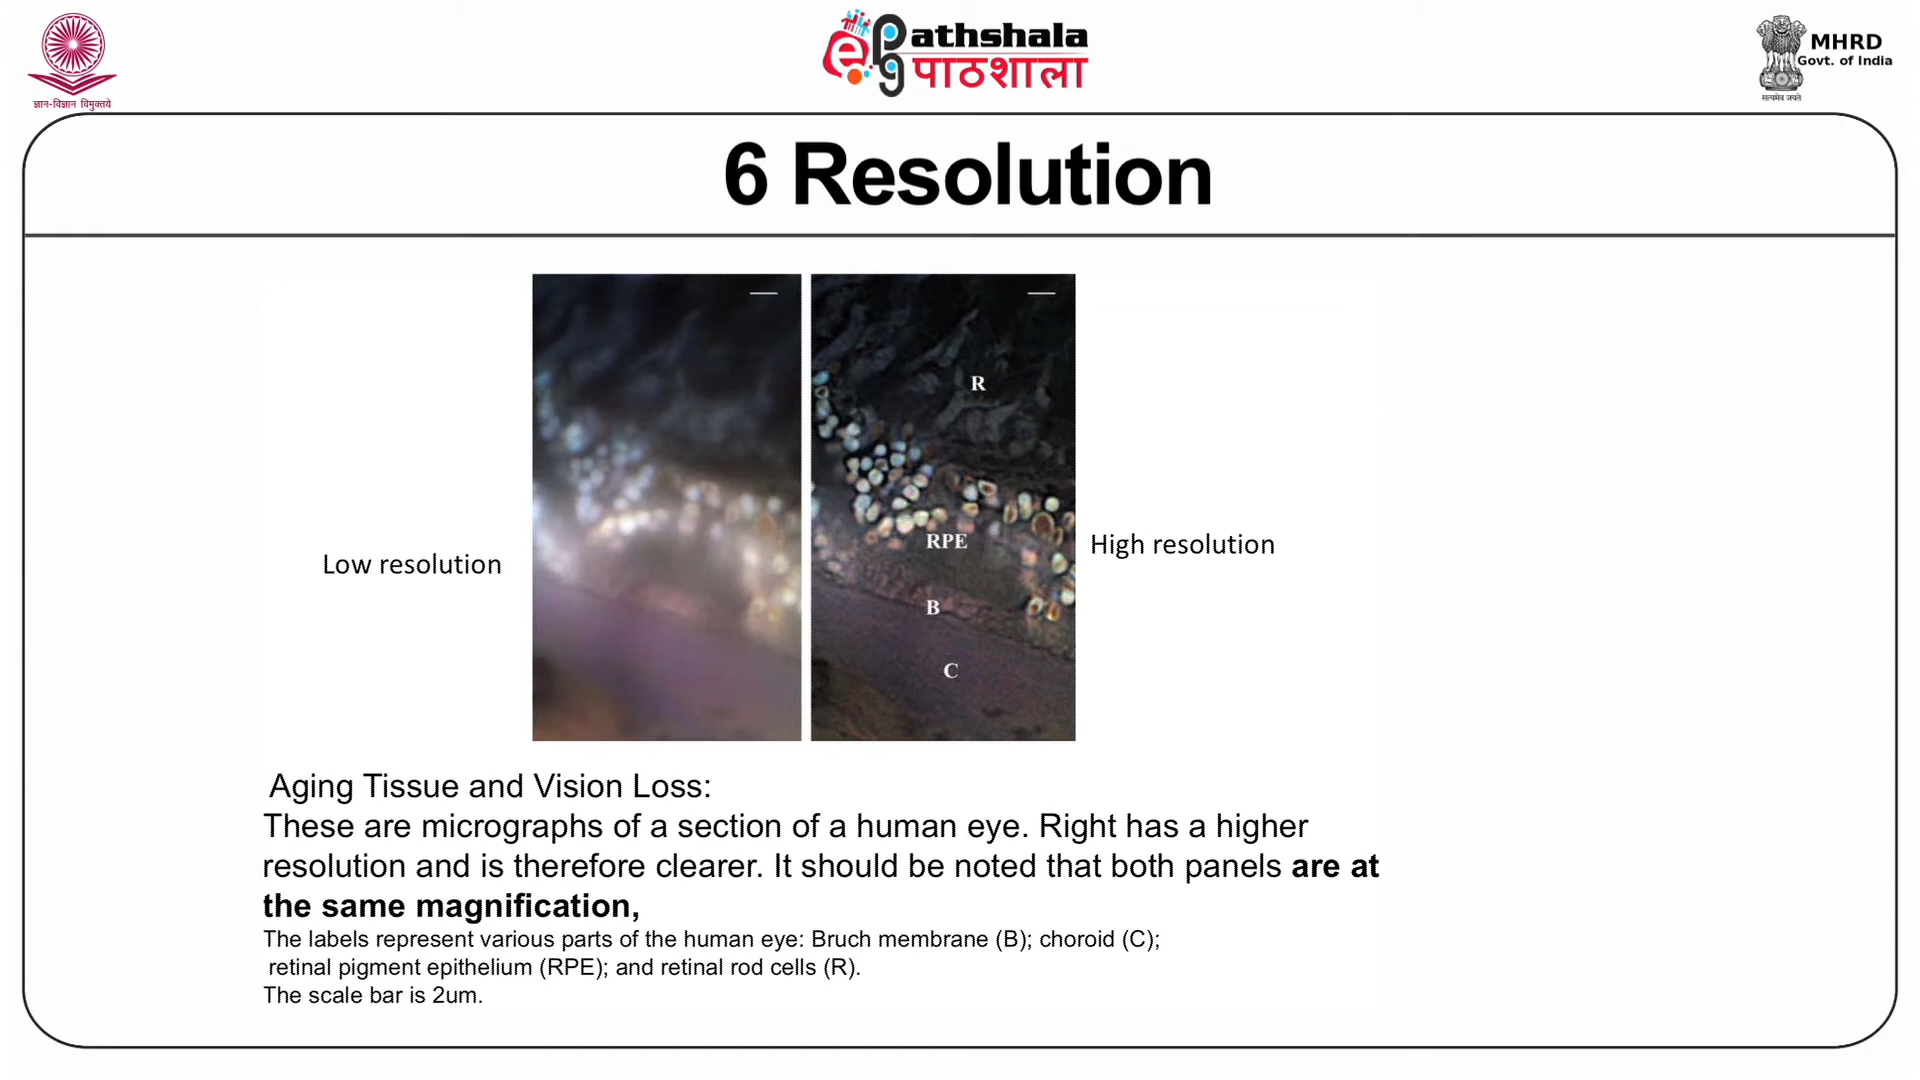 ज्ञान-विज्ञान विमुक्तये
ePG athshala
पाठशाला
MHRD
Govt. of India
सत्यमेव जयते
6 Resolution
R
RPE
B
C
Low resolution
High resolution
Aging Tissue and Vision Loss:
These are micrographs of a section of a human eye. Right has a higher
resolution and is therefore clearer. It should be noted that both panels are at
the same magnification,
The labels represent various parts of the human eye: Bruch membrane (B); choroid (C);
retinal pigment epithelium (RPE); and retinal rod cells (R).
The scale bar is 2um.